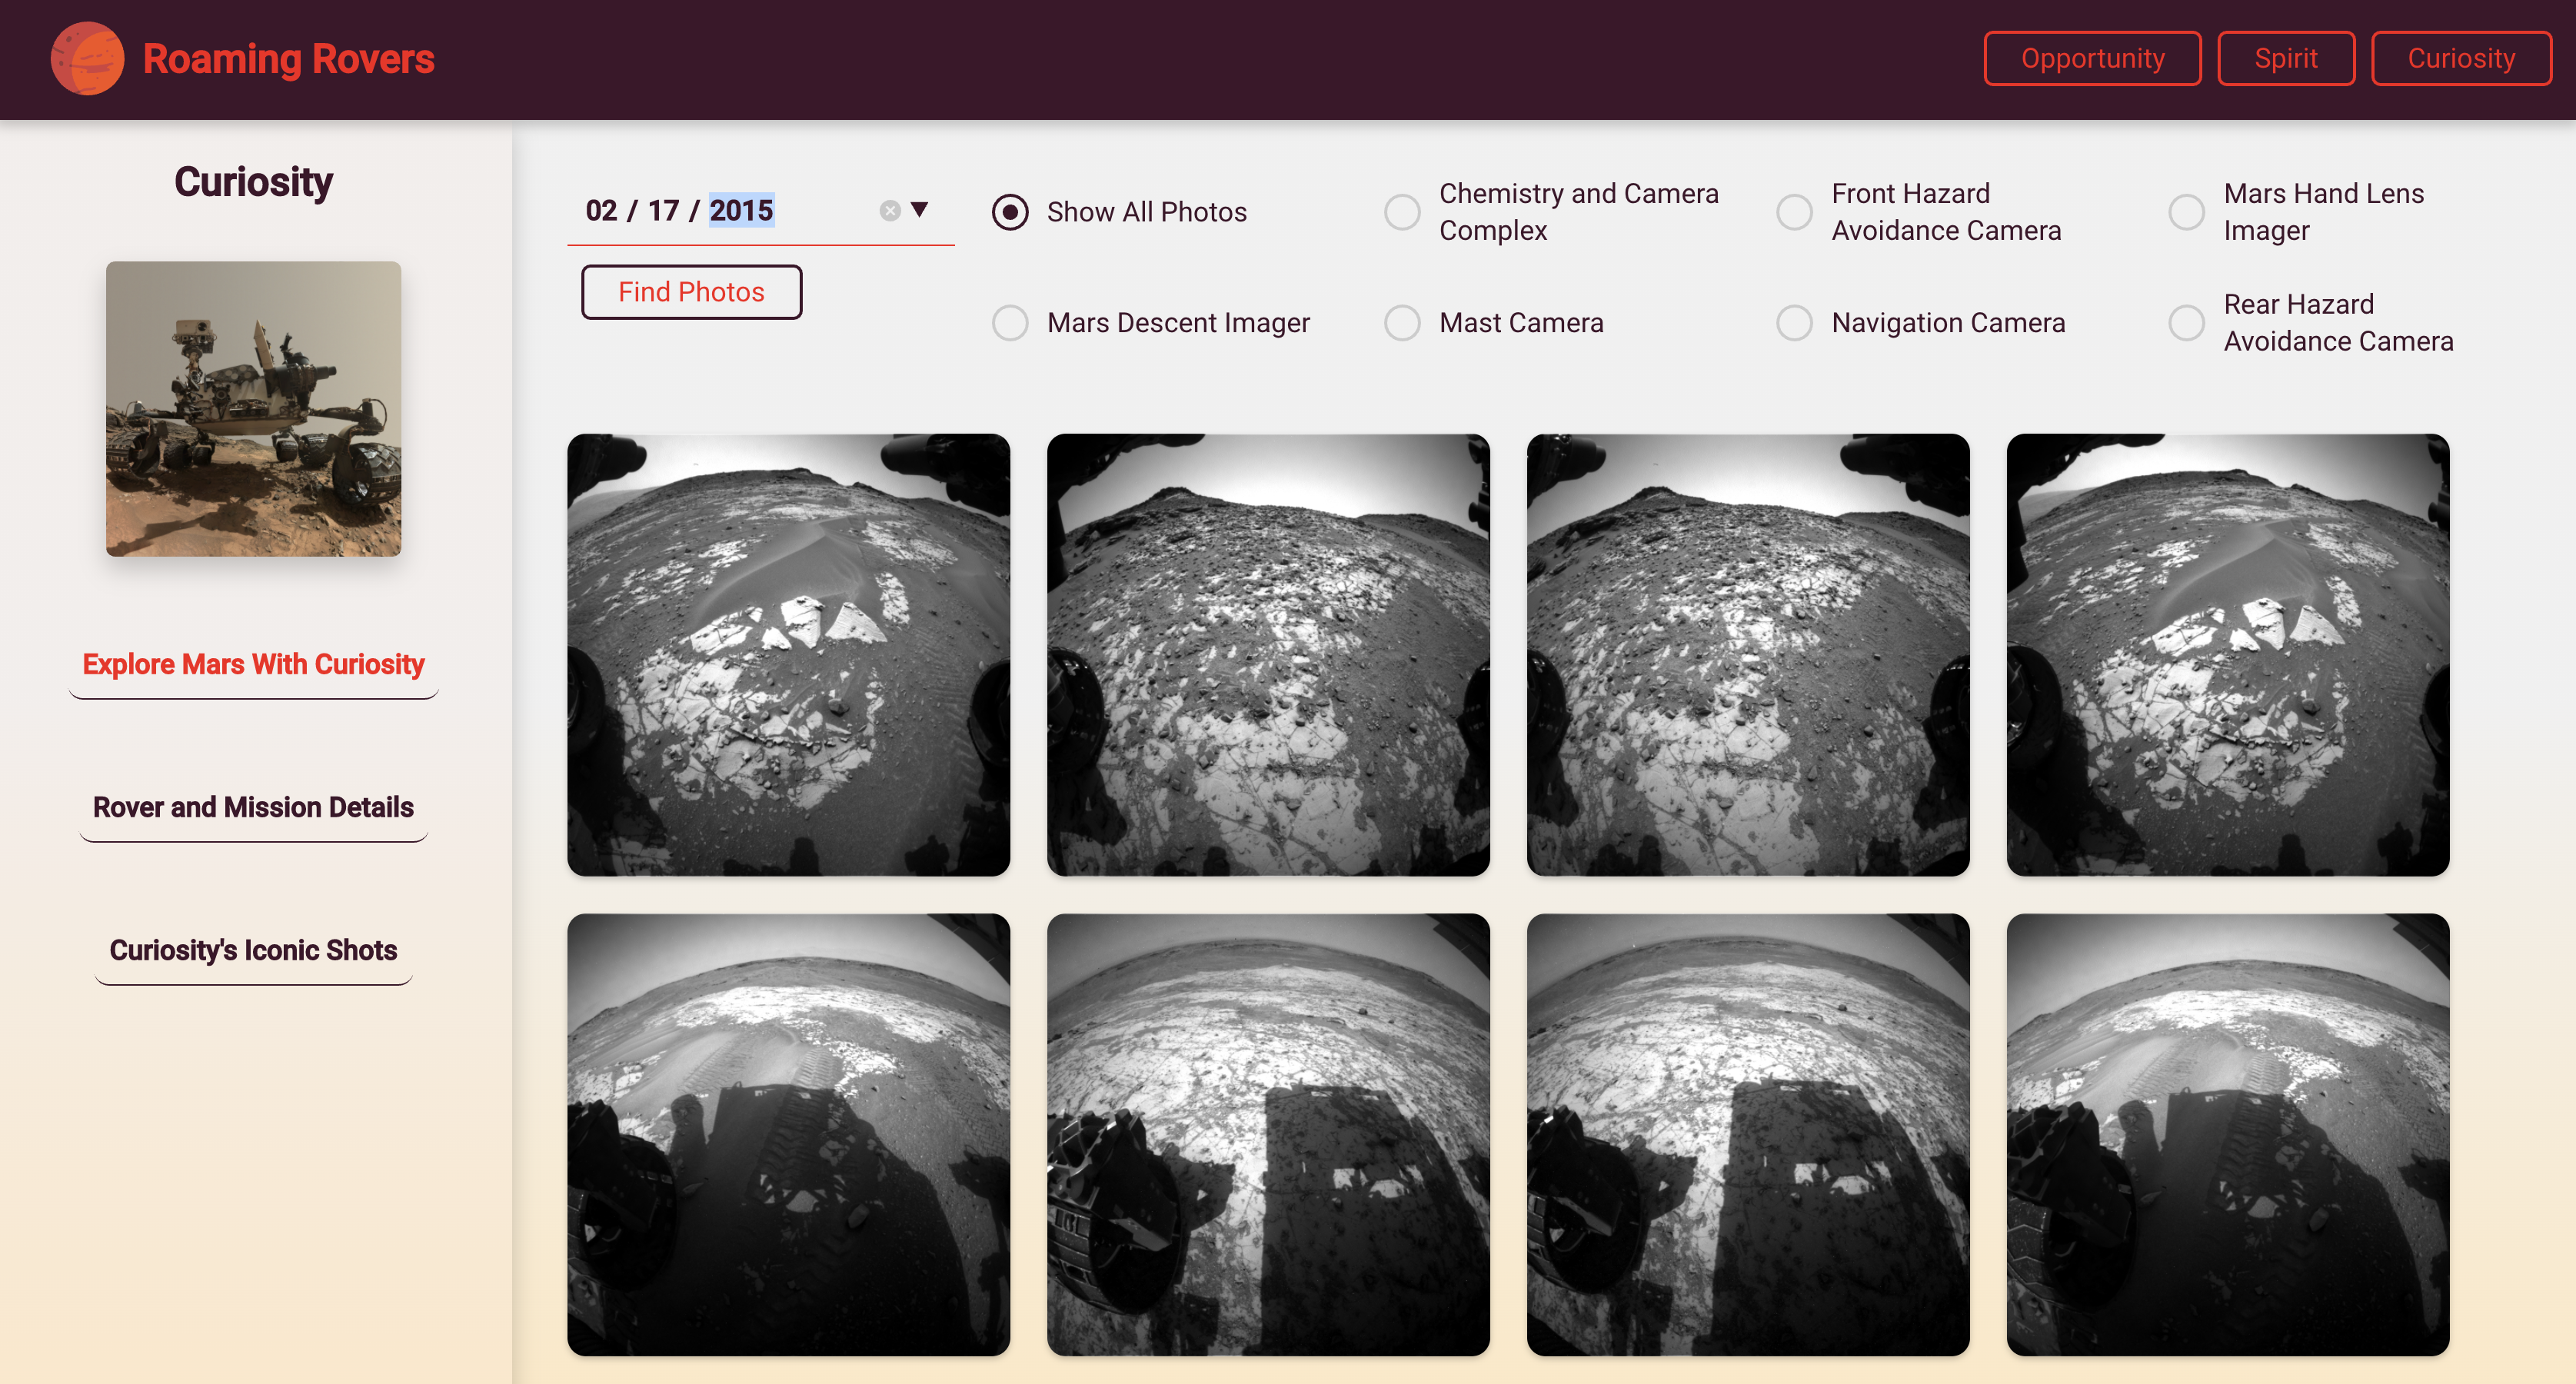 Roaming Rovers
Opportunity
Spirit
Curiosity
Curiosity
Explore Mars With Curiosity
Rover and Mission Details
Curiosity's Iconic Shots
02 / 17 / 2015
Find Photos
Show All Photos
Chemistry and Camera
Complex
Front Hazard
Avoidance Camera
Mars Hand Lens
Imager
Mars Descent Imager
Mast Camera
Navigation Camera
Rear Hazard
Avoidance Camera